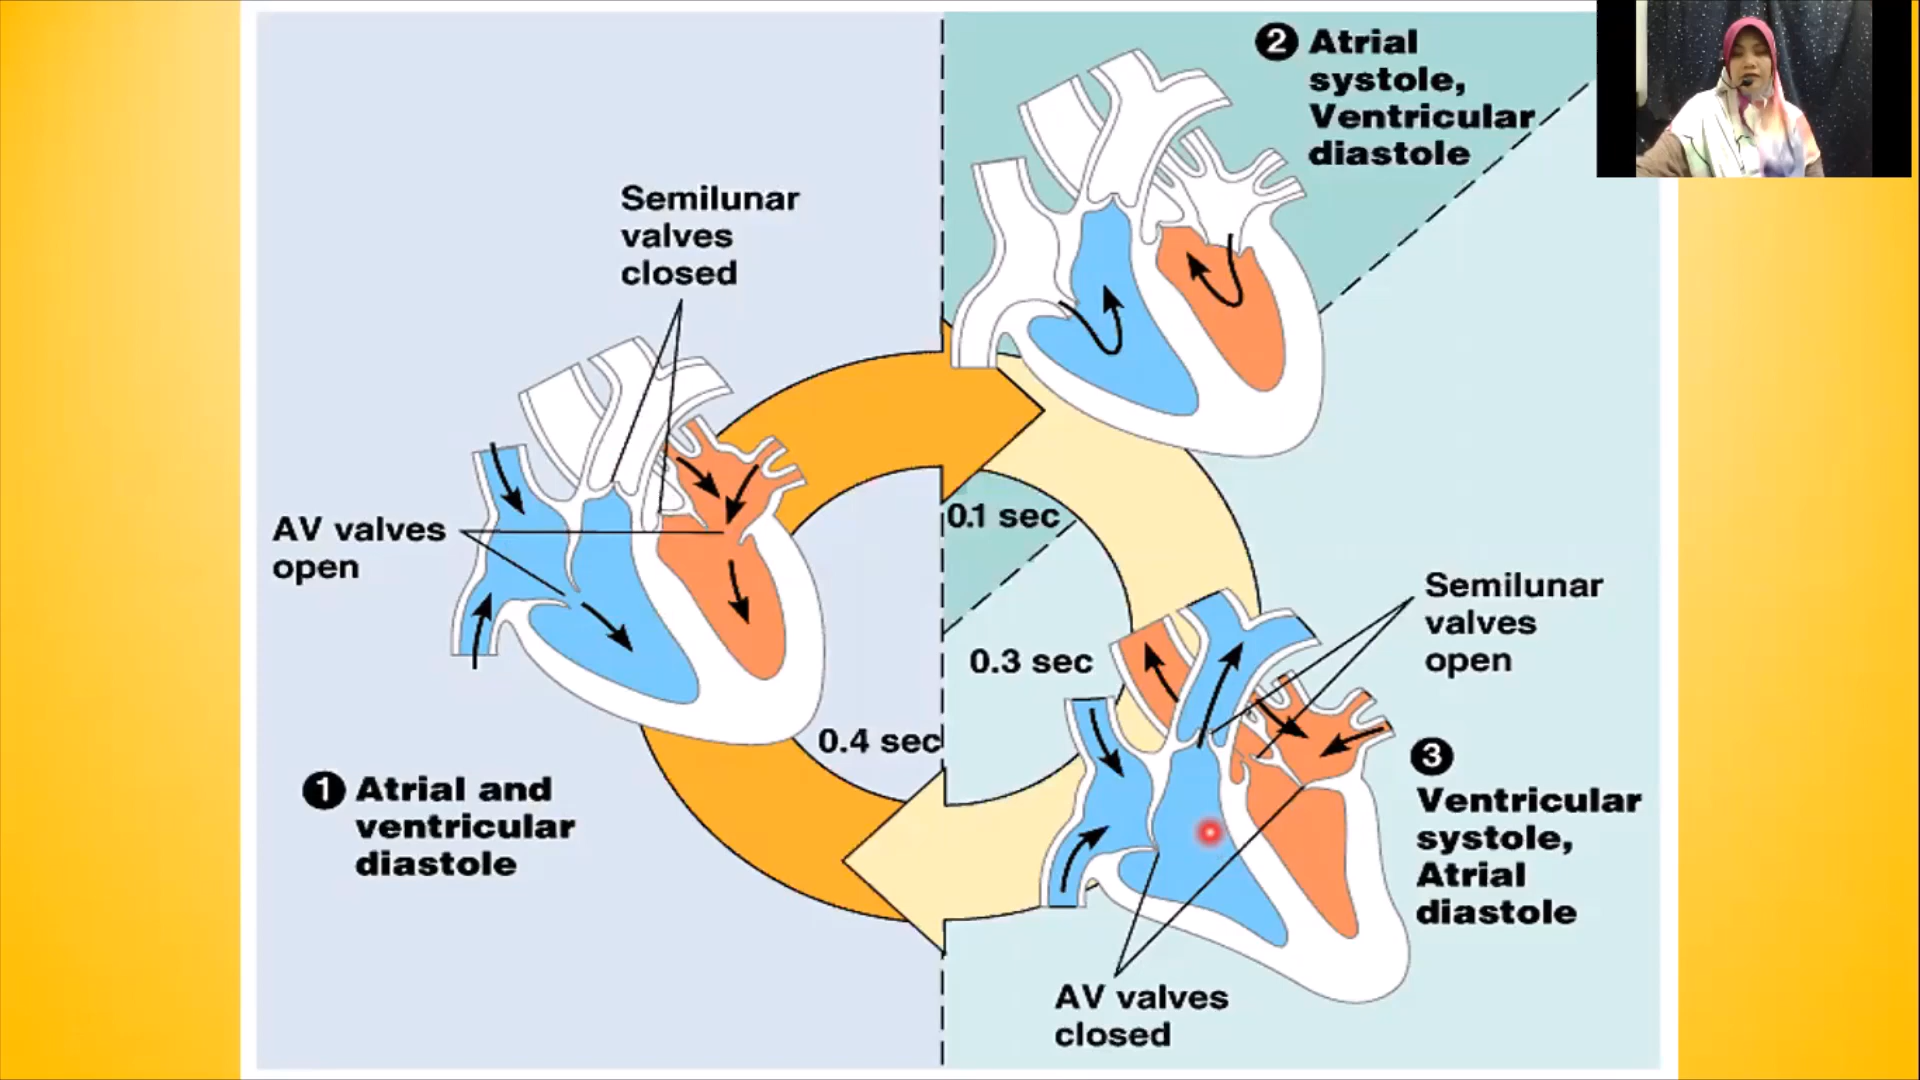 2 Atrial
systole,
Ventricular
diastole
Semilunar
valves
closed
AV valves
open
0.1 sec
0.3 sec
0.4 sec
Semilunar
valves
open
1 Atrial and
ventricular
diastole
3
Ventricular
systole,
Atrial
diastole
AV valves
closed